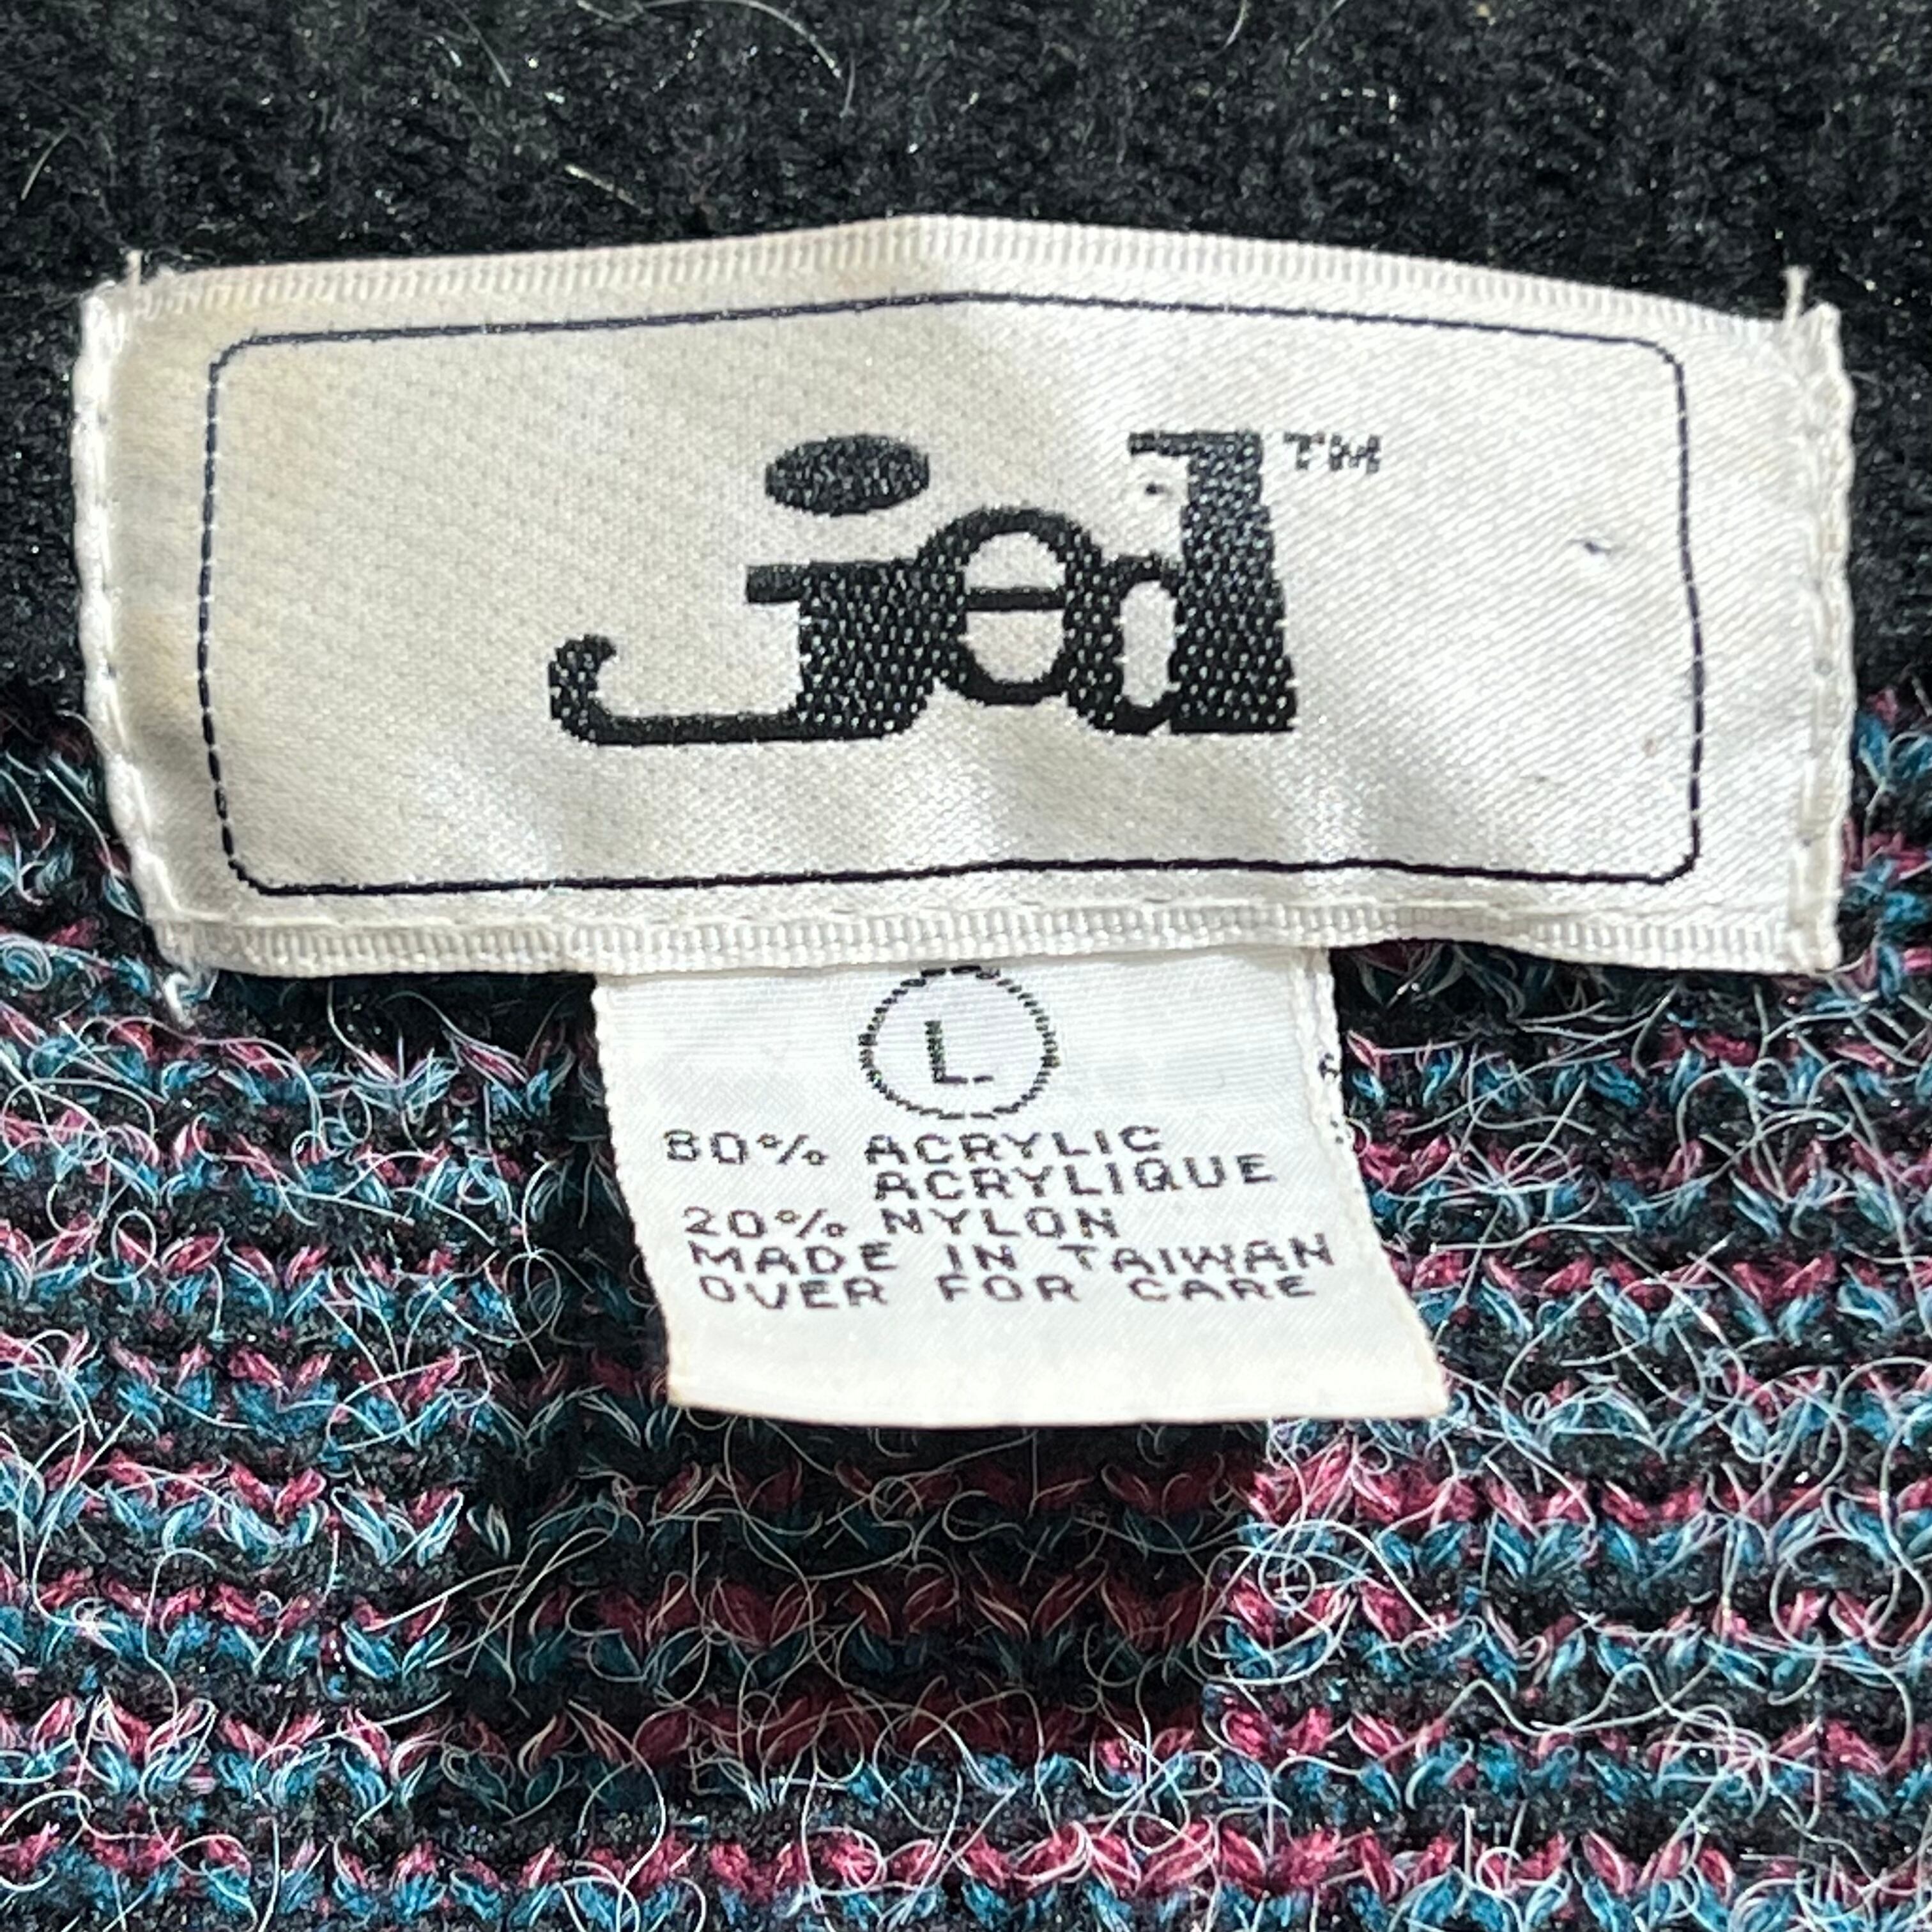 jed™
L
80% ACRYLIC
ACRYLIQUE
20% NYLON
MADE IN TAIWAN
OVER FOR CARE